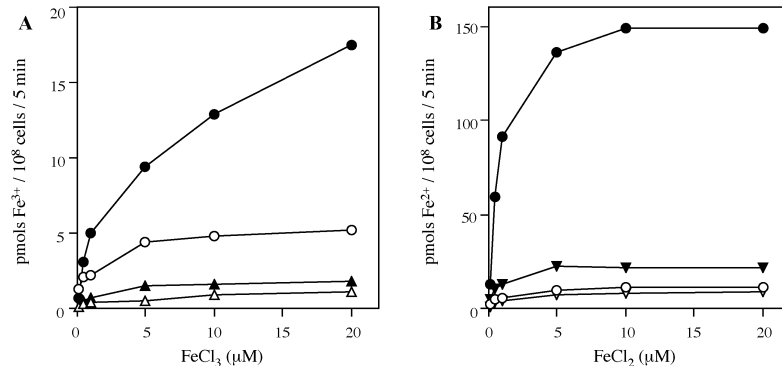 A
20
15
10
5
0
pmols Fe³⁺ / 10⁸ cells / 5 min
0 5 10 15 20
FeCl₃ (µM)
B
150
100
50
0
pmols Fe²⁺ / 10⁸ cells / 5 min
0 5 10 15 20
FeCl₂ (µM)